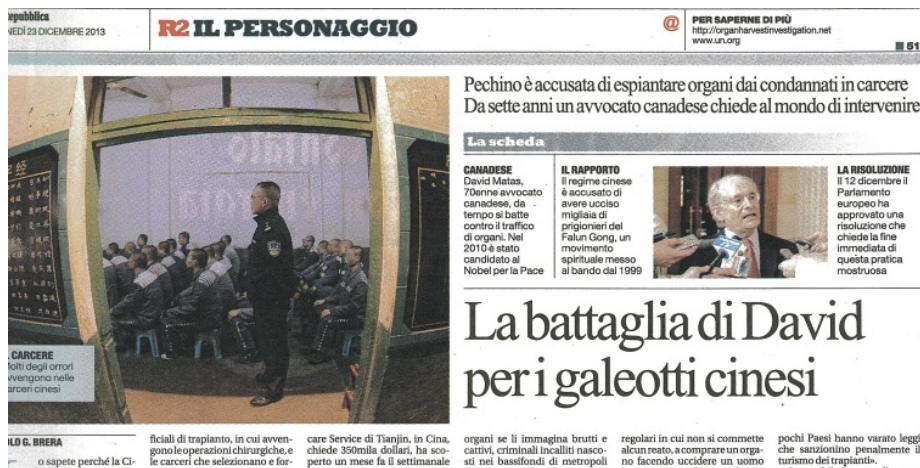 Repubblica
NEDÌ 23 DICEMBRE 2013
R2 IL PERSONAGGIO
@
PER SAPERNE DI PIÙ
http://organharvestinvestigation.net
www.un.org
51
Pechino è accusata di espiantare organi dai condannati in carcere
Da sette anni un avvocato canadese chiede al mondo di intervenire
La scheda
CANADESE
David Matas,
70enne avvocato
canadese, da
tempo si batte
contro il traffico
di organi. Nel
2010 è stato
candidato al
Nobel per la Pace
IL RAPPORTO
Il regime cinese
è accusato di
avere ucciso
migliaia di
prigionieri del
Falun Gong, un
movimento
spirituale messo
al bando dal 1999
LA RISOLUZIONE
Il 12 dicembre il
Parlamento
europeo ha
approvato una
risoluzione che
chiede la fine
immediata di
questa pratica
mostruosa
La battaglia di David
per i galeotti cinesi
CARCERE
Molti degli orrori
avvengono nelle
carceri cinesi
OLO G. BRERA
o sapete perché la Ci-
ficiali di trapianto, in cui avven-
gono le operazioni chirurgiche, e
le carceri che selezionano e for-
care Service di Tianjin, in Cina,
chiede 350mila dollari, ha sco-
perto un mese fa il settimanale
organi se li immagina brutti e
cattivi, criminali incalliti nasco-
sti nei bassifondi di metropoli
regolari in cui non si commette
alcun reato, a comprare un orga-
no facendo uccidere un uomo
pochi Paesi hanno varato leggi
che sanzionino penalmente il
turismo dei trapianti».